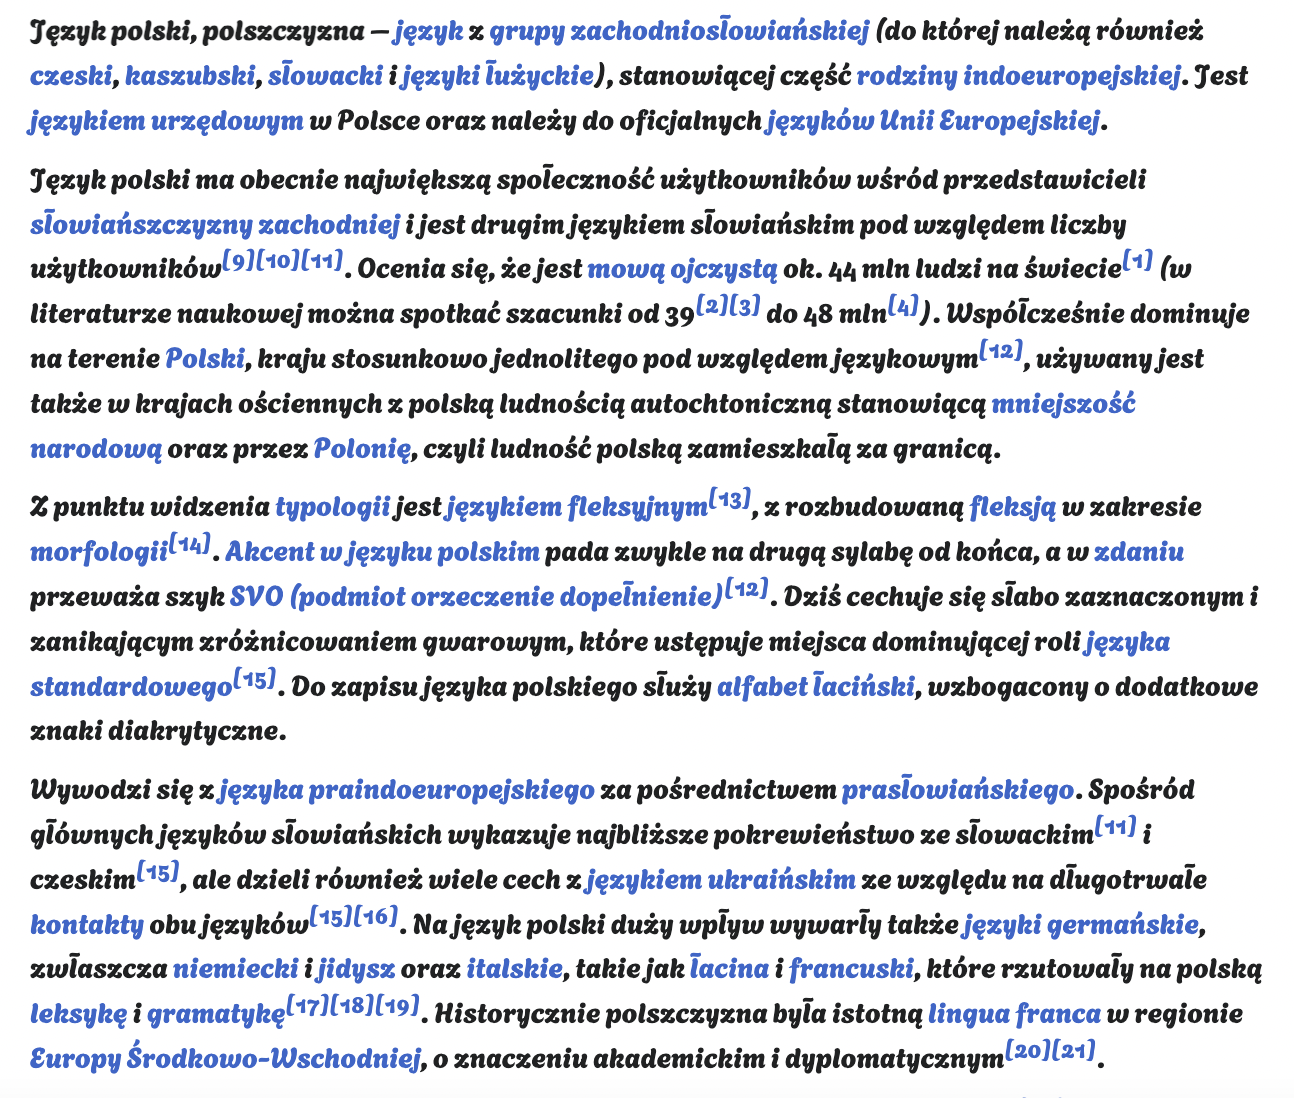 Język polski, polszczyzna – język z grupy zachodniosłowiańskiej (do której należą również
czeski, kaszubski, słowacki i języki łużyckie), stanowiącej część rodziny indoeuropejskiej. Jest
językiem urzędowym w Polsce oraz należy do oficjalnych języków Unii Europejskiej.
Język polski ma obecnie największą społeczność użytkowników wśród przedstawicieli
słowiańszczyzny zachodniej i jest drugim językiem słowiańskim pod względem liczby
użytkowników[9][10][11]. Ocenia się, że jest mową ojczystą ok. 44 mln ludzi na świecie[1] (w
literaturze naukowej można spotkać szacunki od 39[2][3] do 48 mln[4]). Współcześnie dominuje
na terenie Polski, kraju stosunkowo jednolitego pod względem językowym[12], używany jest
także w krajach ościennych z polską ludnością autochtoniczną stanowiącą mniejszość
narodową oraz przez Polonię, czyli ludność polską zamieszkałą za granicą.
Z punktu widzenia typologii jest językiem fleksyjnym[13], z rozbudowaną fleksją w zakresie
morfologii[14]. Akcent w języku polskim pada zwykle na drugą sylabę od końca, a w zdaniu
przeważa szyk SVO (podmiot orzeczenie dopełnienie)[12]. Dziś cechuje się słabo zaznaczonym i
zanikającym zróżnicowaniem gwarowym, które ustępuje miejsca dominującej roli języka
standardowego[15]. Do zapisu języka polskiego służy alfabet łaciński, wzbogacony o dodatkowe
znaki diakrytyczne.
Wywodzi się z języka praindoeuropejskiego za pośrednictwem prasłowiańskiego. Spośród
głównych języków słowiańskich wykazuje najbliższe pokrewieństwo ze słowackim[11] i
czeskim[15], ale dzieli również wiele cech z językiem ukraińskim ze względu na długotrwałe
kontakty obu języków[15][16]. Na język polski duży wpływ wywarły także języki germańskie,
zwłaszcza niemiecki i jidysz oraz italskie, takie jak łacina i francuski, które rzutowały na polską
leksykę i gramatykę[17][18][19]. Historycznie polszczyzna była istotną lingua franca w regionie
Europy Środkowo-Wschodniej, o znaczeniu akademickim i dyplomatycznym[20][21].